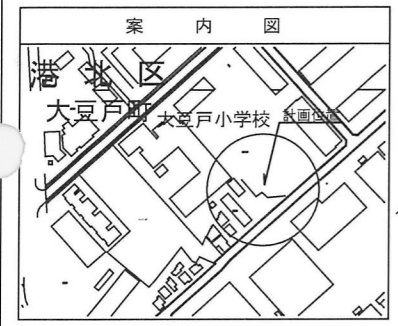 案内図
港北区
大豆戸町
大豆戸小学校
計画位置